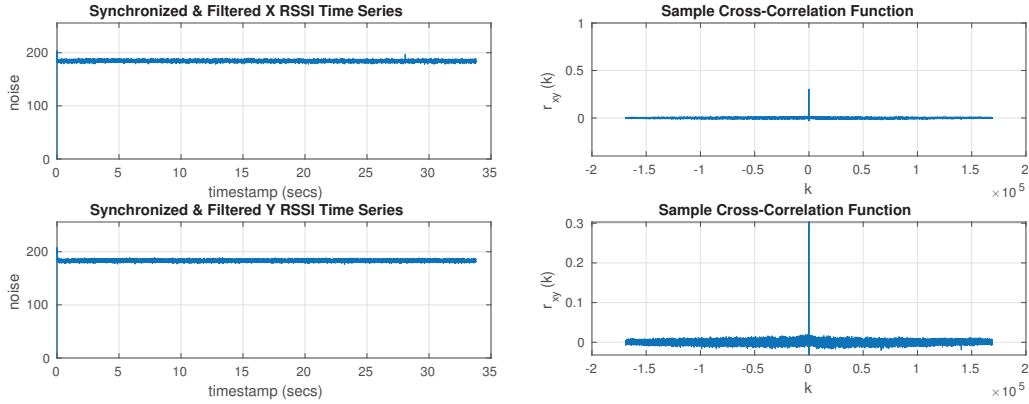 Synchronized & Filtered X RSSI Time Series
200
100
0
noise
0 5 10 15 20 25 30 35
timestamp (secs)
Sample Cross-Correlation Function
1
0.5
0
r xy (k)
-2 -1.5 -1 -0.5 0 0.5 1 1.5 2
k
× 10^5
Synchronized & Filtered Y RSSI Time Series
200
100
0
noise
0 5 10 15 20 25 30 35
timestamp (secs)
Sample Cross-Correlation Function
0.3
0.2
0.1
0
r xy (k)
-2 -1.5 -1 -0.5 0 0.5 1 1.5 2
k
× 10^5